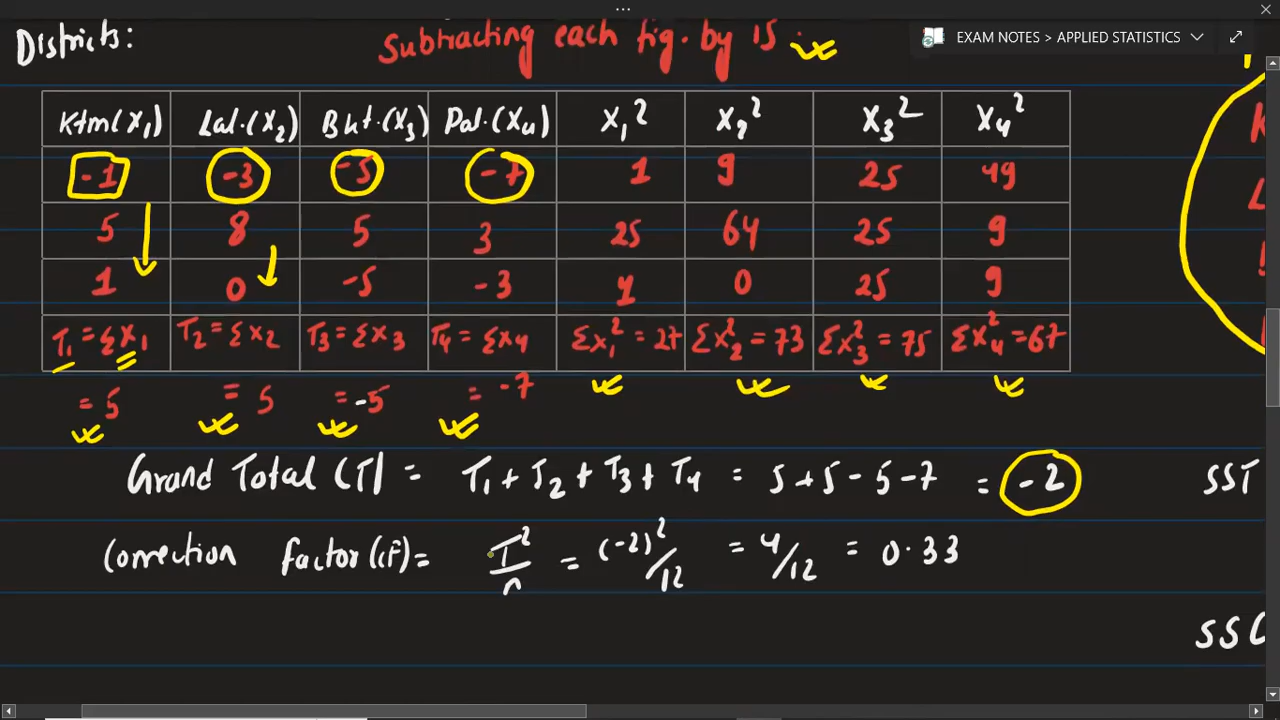 EXAM NOTES > APPLIED STATISTICS
Districts: Subtracting each fig. by 15.
Ktm(X₁) Lal.(X₂) Bkt.(X₃) Pal.(X₄) X₁² X₂² X₃² X₄²
-1 -3 -5 -7 1 9 25 49
5 8 5 3 25 64 25 9
1 0 -5 -3 1 0 25 9
T₁ = ΣX₁ T₂ = ΣX₂ T₃ = ΣX₃ T₄ = ΣX₄ ΣX₁² = 27 ΣX₂² = 73 ΣX₃² = 75 ΣX₄² = 67
= 5 = 5 = -5 = -7
Grand Total (T) = T₁ + T₂ + T₃ + T₄ = 5+5-5-7 = -2 SST
Correction factor (CF) = T²/n = (-2)²/12 = 4/12 = 0.33